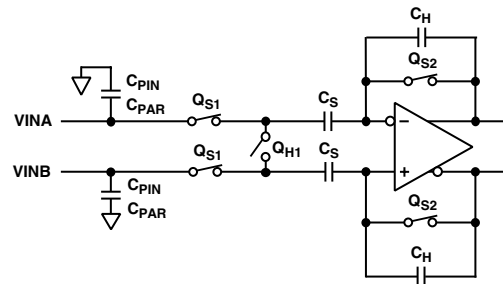 CH
QS2
CPIN
CPAR
QS1
CS
VINA
−
QH1
VINB
QS1
CS
+
CPIN
CPAR
QS2
CH